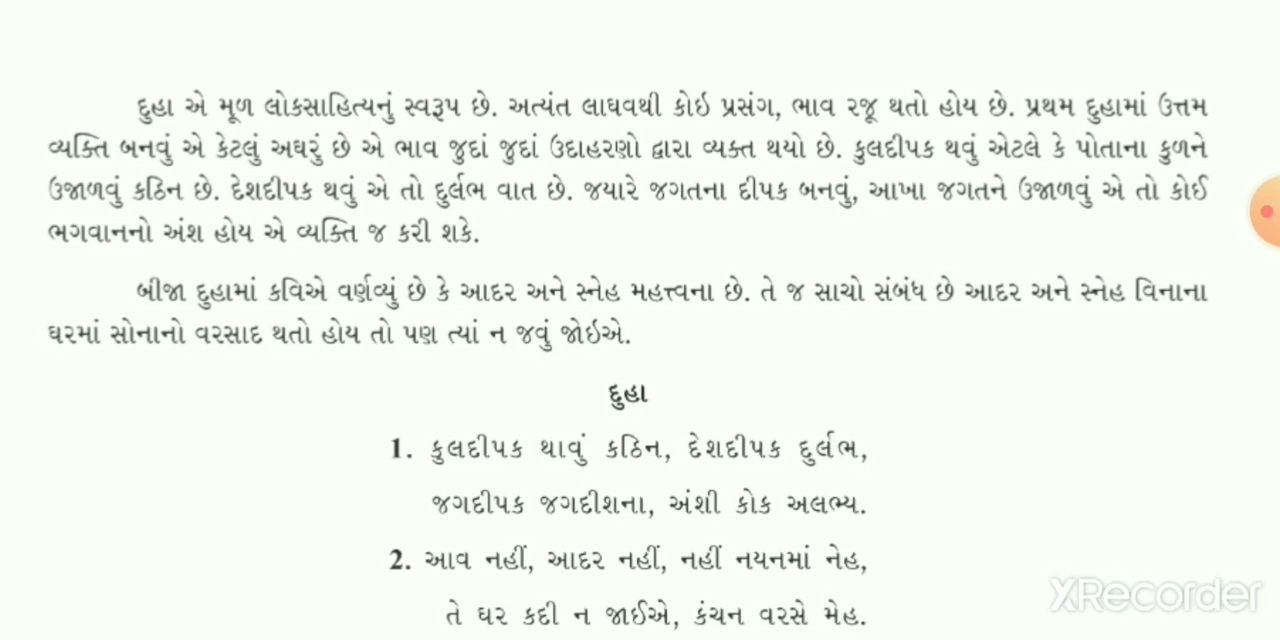 દુહા એ મૂળ લોકસાહિત્યનું સ્વરૂપ છે. અત્યંત લાઘવથી કોઇ પ્રસંગ, ભાવ રજૂ થતો હોય છે. પ્રથમ દુહામાં ઉત્તમ
વ્યક્તિ બનવું એ કેટલું અઘરું છે એ ભાવ જુદાં જુદાં ઉદાહરણો દ્વારા વ્યક્ત થયો છે. કુલદીપક થવું એટલે કે પોતાના કુળને
ઉજાળવું કઠિન છે. દેશદીપક થવું એ તો દુર્લભ વાત છે. જયારે જગતના દીપક બનવું, આખા જગતને ઉજાળવું એ તો કોઈ
ભગવાનનો અંશ હોય એ વ્યક્તિ જ કરી શકે.
બીજા દુહામાં કવિએ વર્ણવ્યું છે કે આદર અને સ્નેહ મહત્ત્વના છે. તે જ સાચો સંબંધ છે આદર અને સ્નેહ વિનાના
ઘરમાં સોનાનો વરસાદ થતો હોય તો પણ ત્યાં ન જવું જોઇએ.
દુહા
1. કુલદીપક થાવું કઠિન, દેશદીપક દુર્લભ,
જગદીપક જગદીશના, અંશી કોક અલભ્ય.
2. આવ નહીં, આદર નહીં, નહીં નયનમાં નેહ,
તે ઘર કદી ન જાઈએ, કંચન વરસે મેહ.
XRecorder